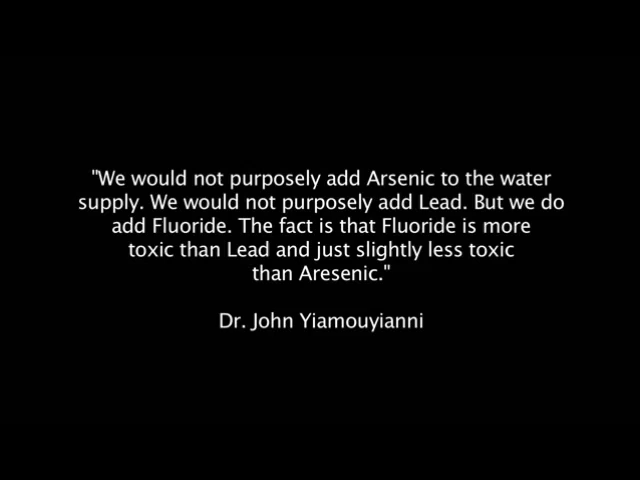 "We would not purposely add Arsenic to the water
supply. We would not purposely add Lead. But we do
add Fluoride. The fact is that Fluoride is more
toxic than Lead and just slightly less toxic
than Aresenic."
Dr. John Yiamouyianni